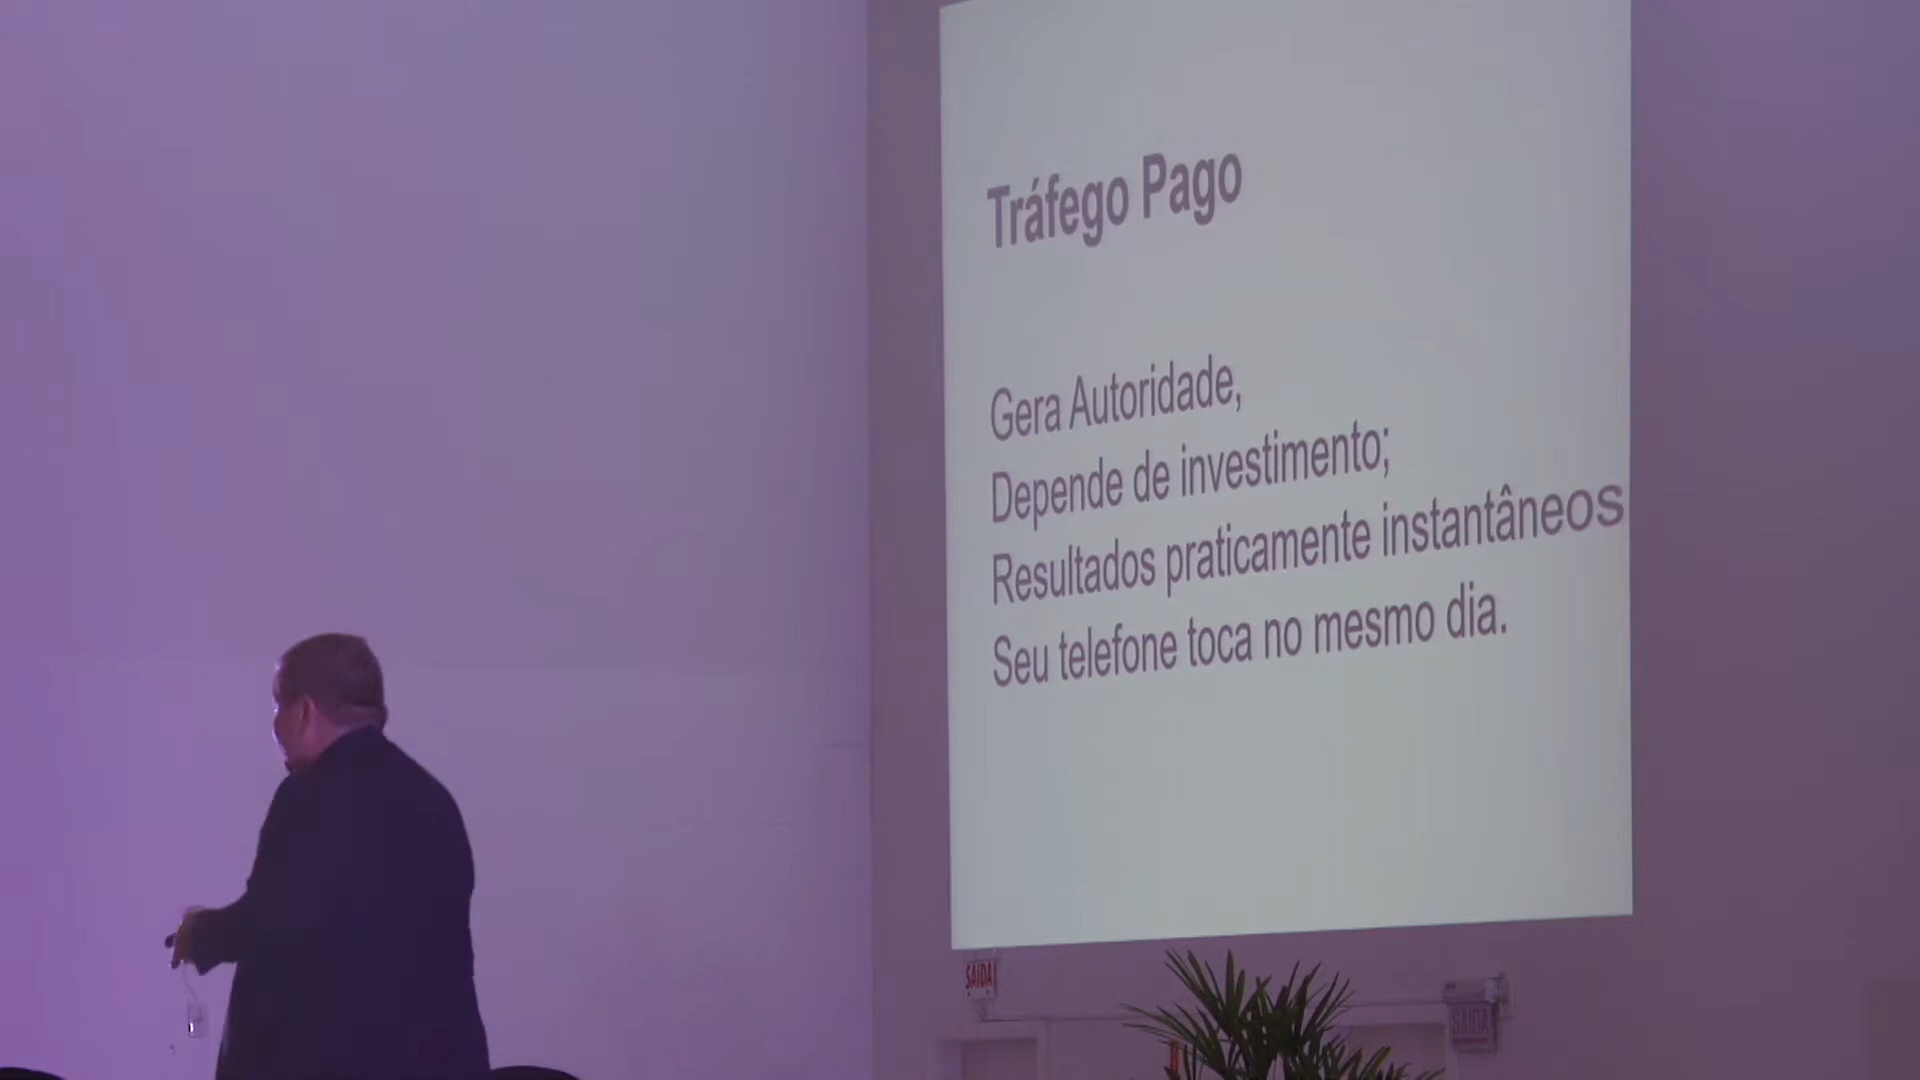 Tráfego Pago
Gera Autoridade,
Depende de investimento;
Resultados praticamente instantâneos
Seu telefone toca no mesmo dia.
SAÍDA
SAÍDA